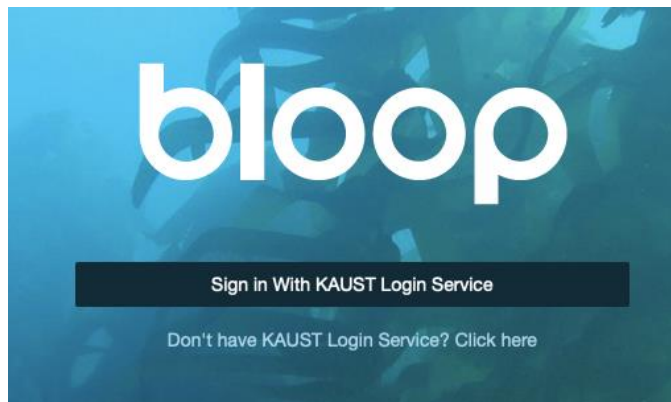 bloop
Sign in With KAUST Login Service
Don't have KAUST Login Service? Click here